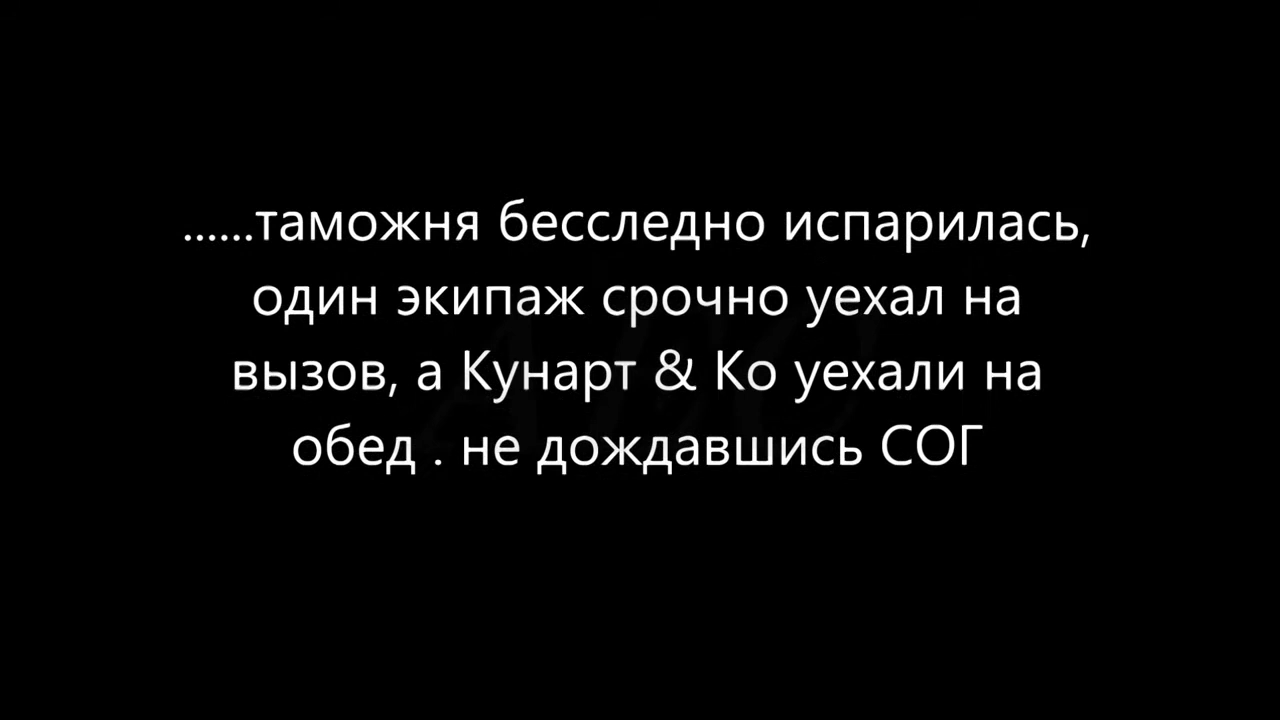 ......таможня бесследно испарилась,
один экипаж срочно уехал на
вызов, а Кунарт & Ко уехали на
обед . не дождавшись СОГ